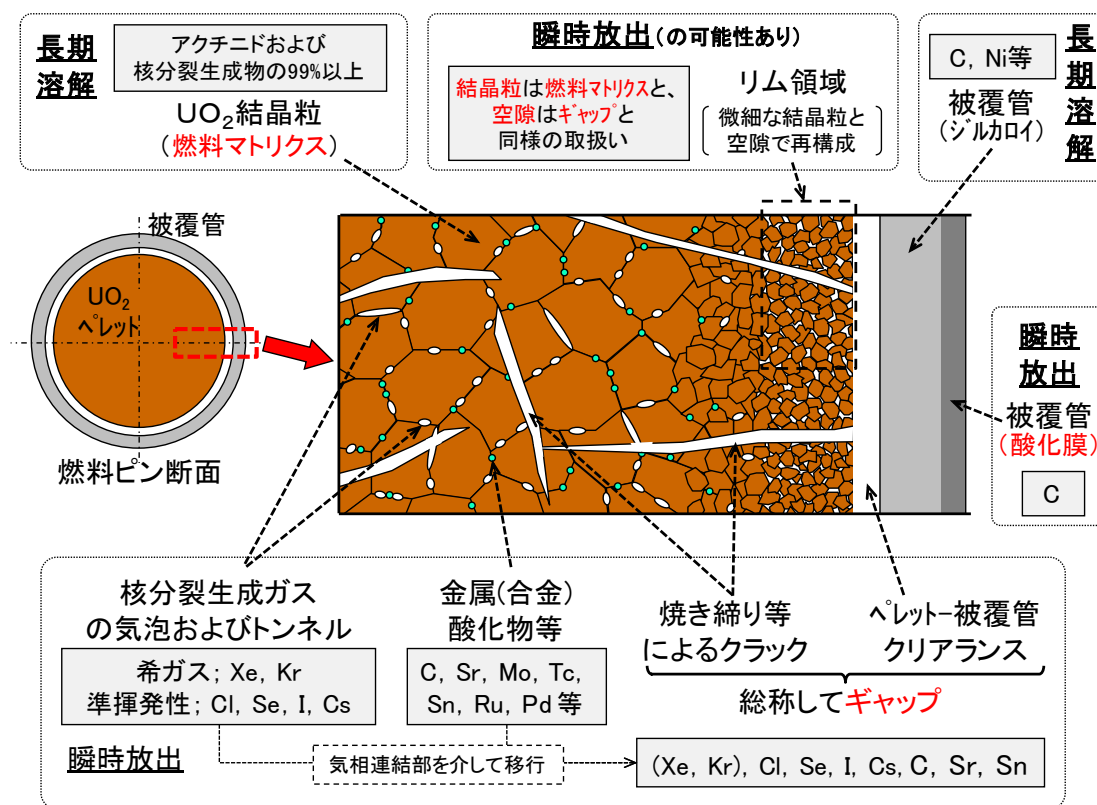 長期
溶解
アクチニドおよび
核分裂生成物の99%以上
UO₂結晶粒
(燃料マトリクス)
瞬時放出(の可能性あり)
結晶粒は燃料マトリクスと、
空隙はギャップと
同様の取扱い
リム領域
微細な結晶粒と
空隙で再構成
C, Ni等
被覆管
(ジルカロイ)
長
期
溶
解
被覆管
UO₂
ペレット
燃料ピン断面
瞬時
放出
被覆管
(酸化膜)
C
核分裂生成ガス
の気泡およびトンネル
希ガス; Xe, Kr
準揮発性; Cl, Se, I, Cs
金属(合金)
酸化物等
C, Sr, Mo, Tc,
Sn, Ru, Pd 等
焼き締り等
によるクラック
ペレット−被覆管
クリアランス
総称してギャップ
瞬時放出
気相連結部を介して移行
(Xe, Kr), Cl, Se, I, Cs, C, Sr, Sn